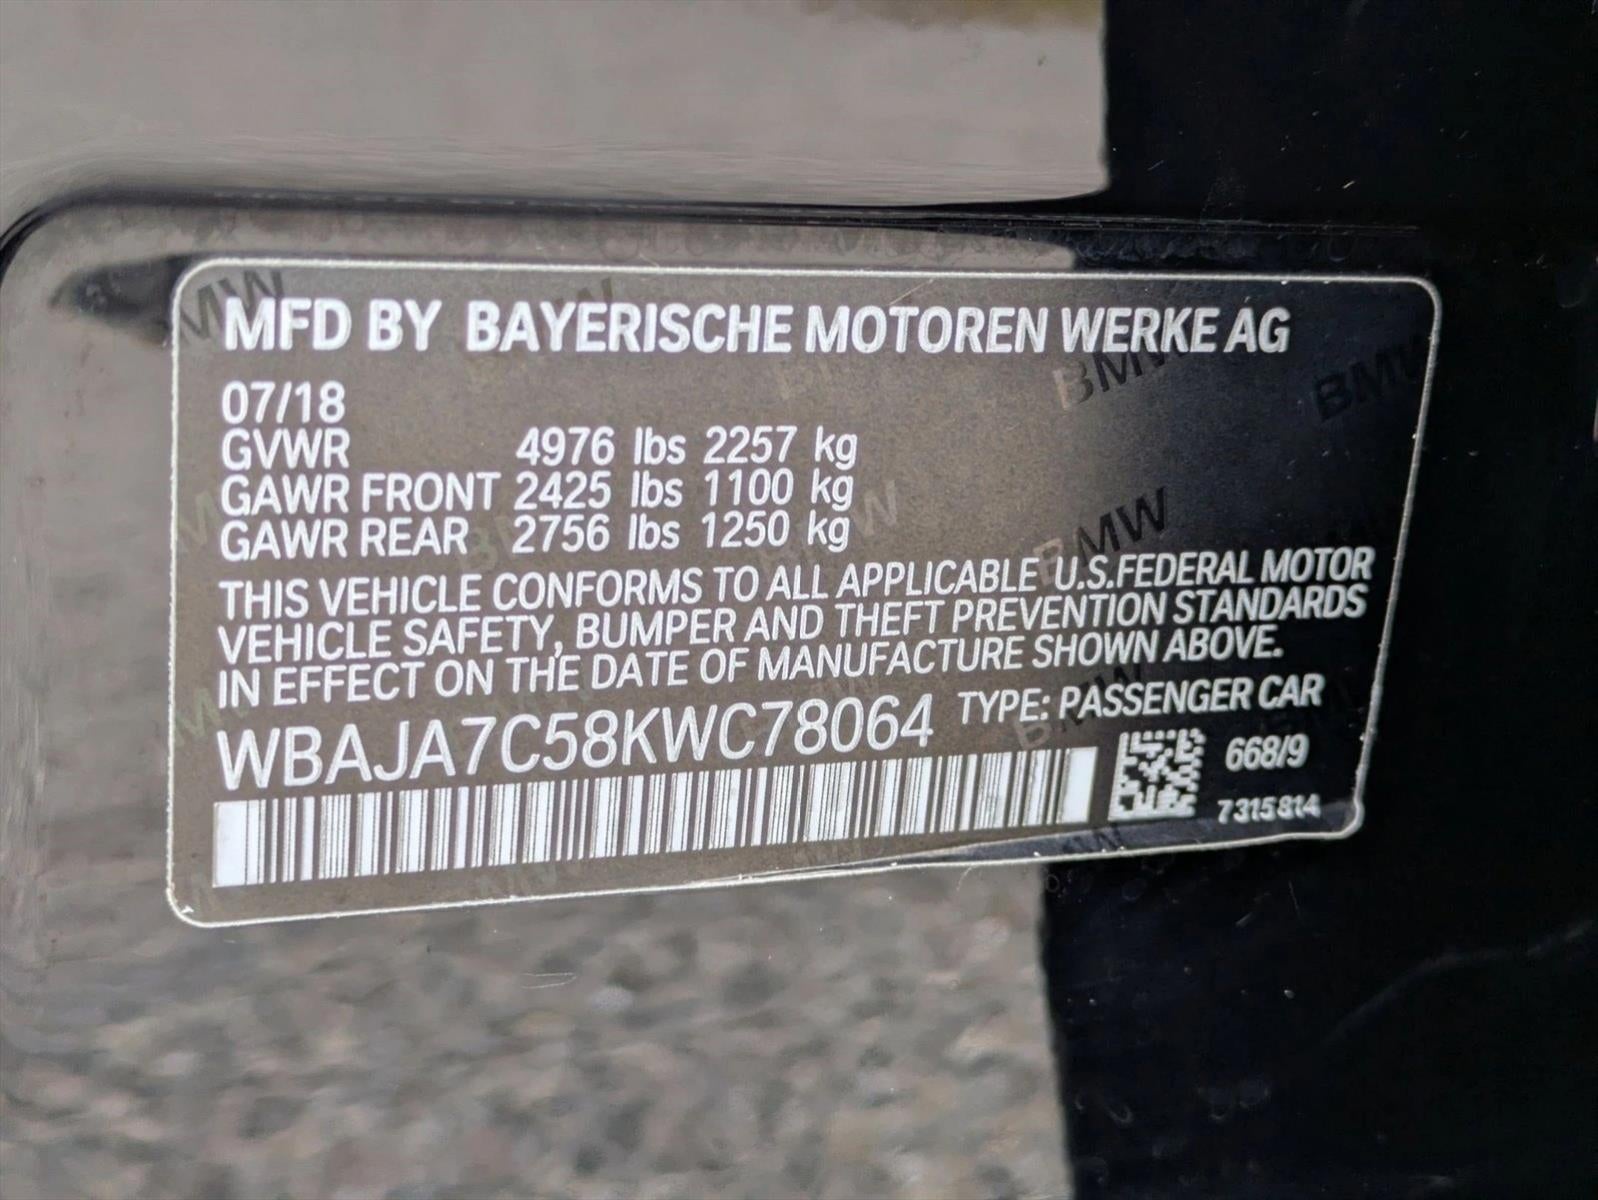 MFD BY BAYERISCHE MOTOREN WERKE AG
07/18
GVWR 4976 lbs 2257 kg
GAWR FRONT 2425 lbs 1100 kg
GAWR REAR 2756 lbs 1250 kg
THIS VEHICLE CONFORMS TO ALL APPLICABLE U.S.FEDERAL MOTOR
VEHICLE SAFETY, BUMPER AND THEFT PREVENTION STANDARDS
IN EFFECT ON THE DATE OF MANUFACTURE SHOWN ABOVE.
WBAJA7C58KWC78064 TYPE: PASSENGER CAR
668/9
7315814